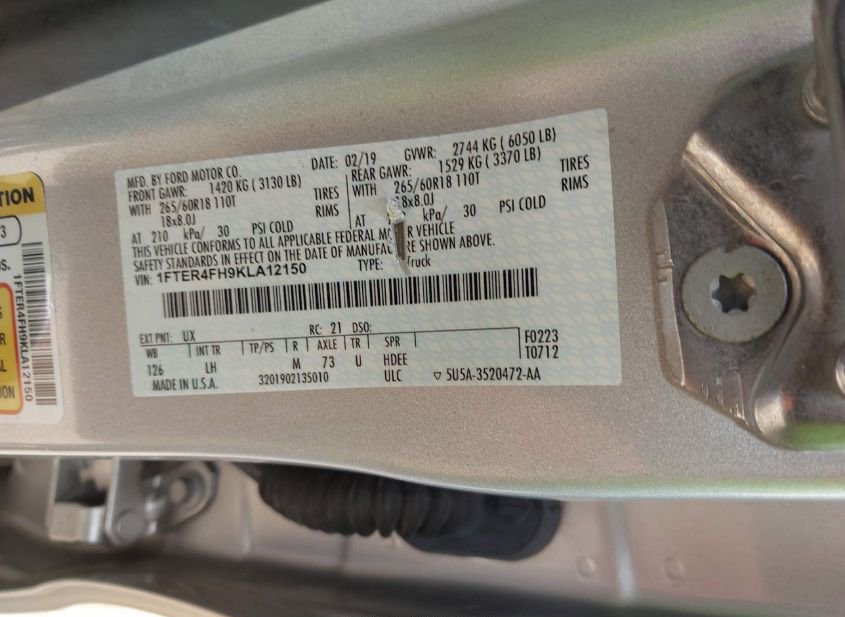 MFD. BY FORD MOTOR CO.
DATE: 02/19
GVWR: 2744 KG ( 6050 LB)
FRONT GAWR: 1420 KG ( 3130 LB)
REAR GAWR: 1529 KG ( 3370 LB)
WITH 265/60R18 110T TIRES
WITH 265/60R18 110T TIRES
18x8.0J RIMS
18x8.0J RIMS
AT 210 kPa/ 30 PSI COLD
AT kPa/ 30 PSI COLD
THIS VEHICLE CONFORMS TO ALL APPLICABLE FEDERAL VEHICLE
SAFETY STANDARDS IN EFFECT ON THE DATE OF SHOWN ABOVE.
VIN: 1FTER4FH9KLA12150
TYPE: Truck
EXT PNT: UX
RC: 21 DSO:
WB INT TR TP/PS R AXLE TR SPR
126 LH M 73 U HDEE
ULC
F0223
T0712
MADE IN U.S.A.
3201902135010
▽ 5U5A-3520472-AA
1FTER4FH9KLA12150